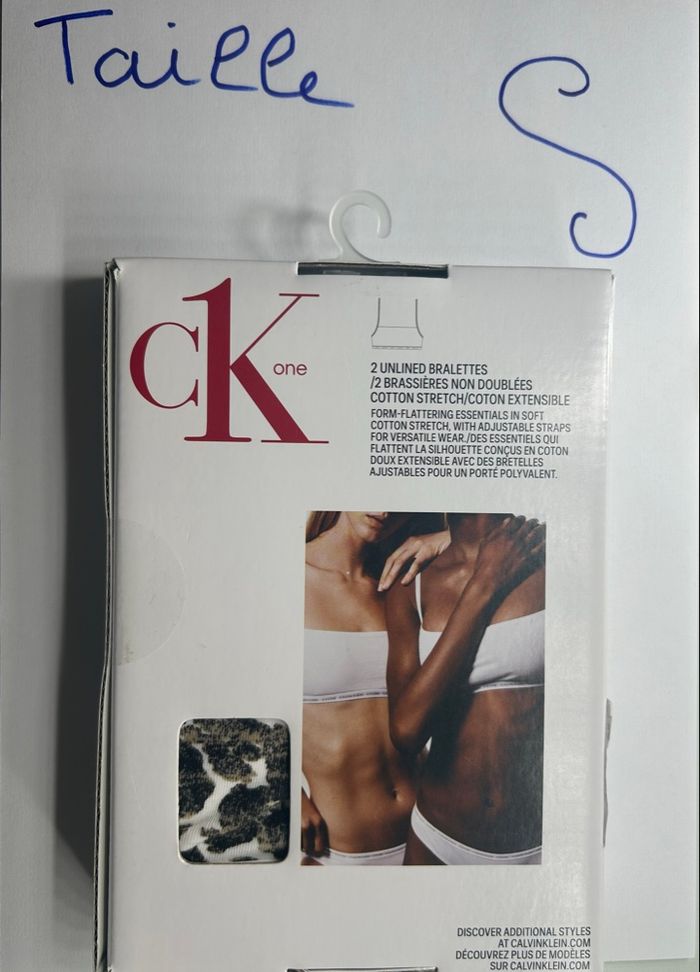 Taille S
CK one
2 UNLINED BRALETTES
/2 BRASSIÈRES NON DOUBLÉES
COTTON STRETCH/COTON EXTENSIBLE
FORM-FLATTERING ESSENTIALS IN SOFT
COTTON STRETCH, WITH ADJUSTABLE STRAPS
FOR VERSATILE WEAR./DES ESSENTIELS QUI
FLATTENT LA SILHOUETTE CONÇUS EN COTON
DOUX EXTENSIBLE AVEC DES BRETELLES
AJUSTABLES POUR UN PORTÉ POLYVALENT.
DISCOVER ADDITIONAL STYLES
AT CALVINKLEIN.COM
DÉCOUVREZ PLUS DE MODÈLES
SUR CALVINKLEIN.COM